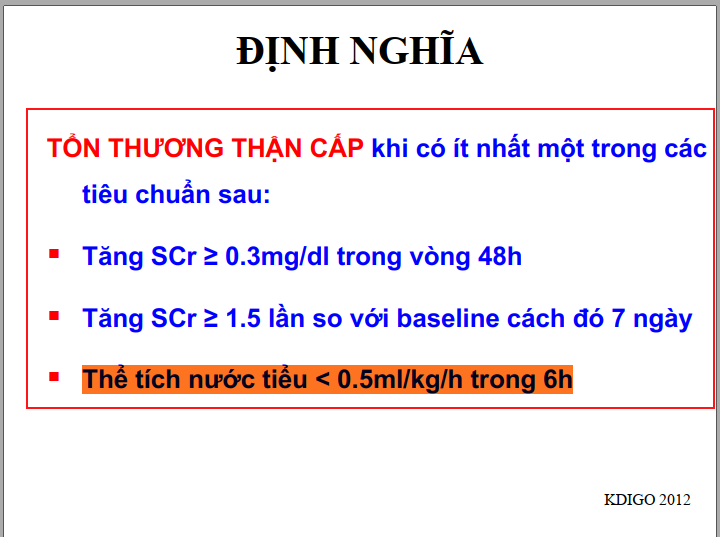 ĐỊNH NGHĨA
TỔN THƯƠNG THẬN CẤP khi có ít nhất một trong các
tiêu chuẩn sau:
Tăng SCr ≥ 0.3mg/dl trong vòng 48h
Tăng SCr ≥ 1.5 lần so với baseline cách đó 7 ngày
Thể tích nước tiểu < 0.5ml/kg/h trong 6h
KDIGO 2012